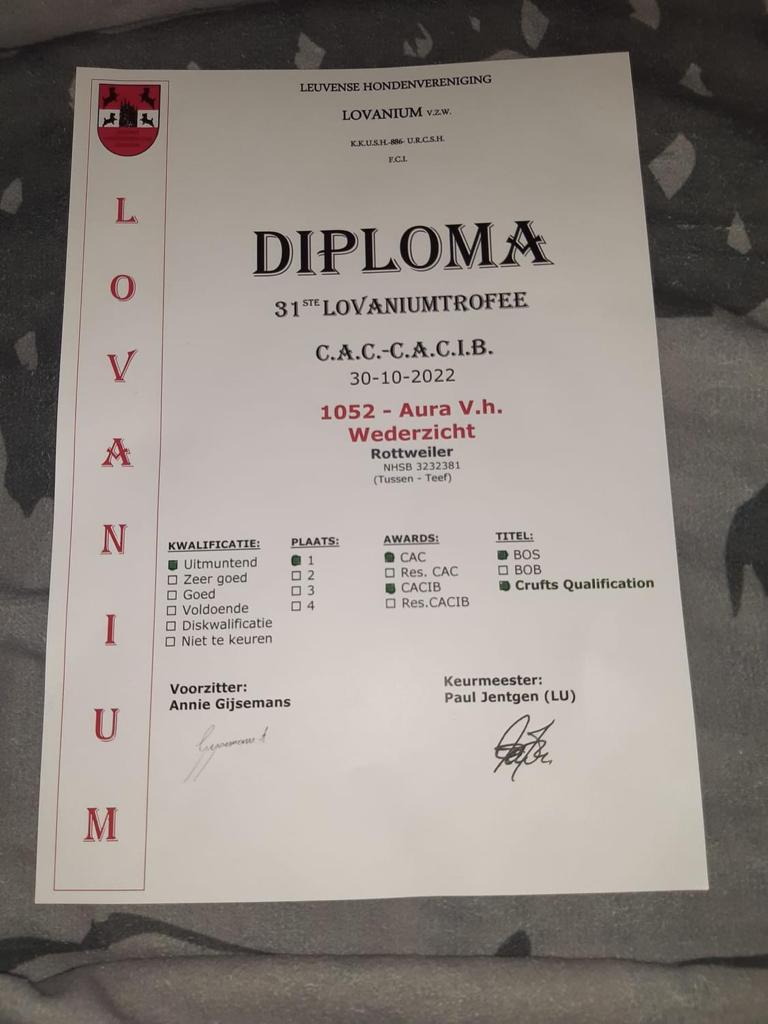 LEUVENSE HONDENVERENIGING
LOVANIUM V.Z.W.
K.K.U.S.H.-886- U.R.C.S.H.
F.C.I.
LOVANIUM
DIPLOMA
31STE LOVANIUMTROFEE
C.A.C.-C.A.C.I.B.
30-10-2022
1052 - Aura V.h.
Wederzicht
Rottweiler
NHSB 3232381
(Tussen - Teef)
KWALIFICATIE:
Uitmuntend
Zeer goed
Goed
Voldoende
Diskwalificatie
Niet te keuren
PLAATS:
1
2
3
4
AWARDS:
CAC
Res. CAC
CACIB
Res.CACIB
TITEL:
BOS
BOB
Crufts Qualification
Voorzitter:
Annie Gijsemans
Keurmeester:
Paul Jentgen (LU)